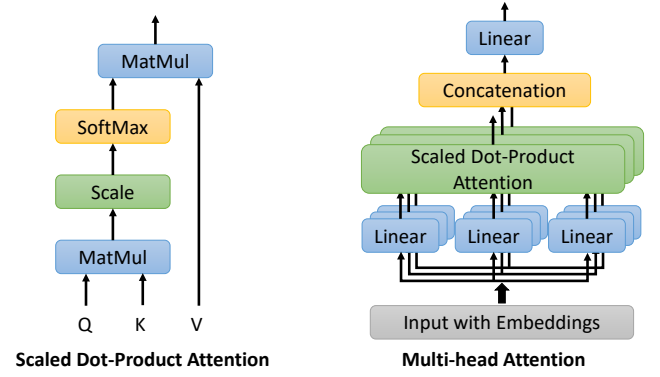 MatMul
SoftMax
Scale
MatMul
Q K V
Scaled Dot-Product Attention
Linear
Concatenation
Scaled Dot-Product
Attention
Linear Linear Linear
Input with Embeddings
Multi-head Attention